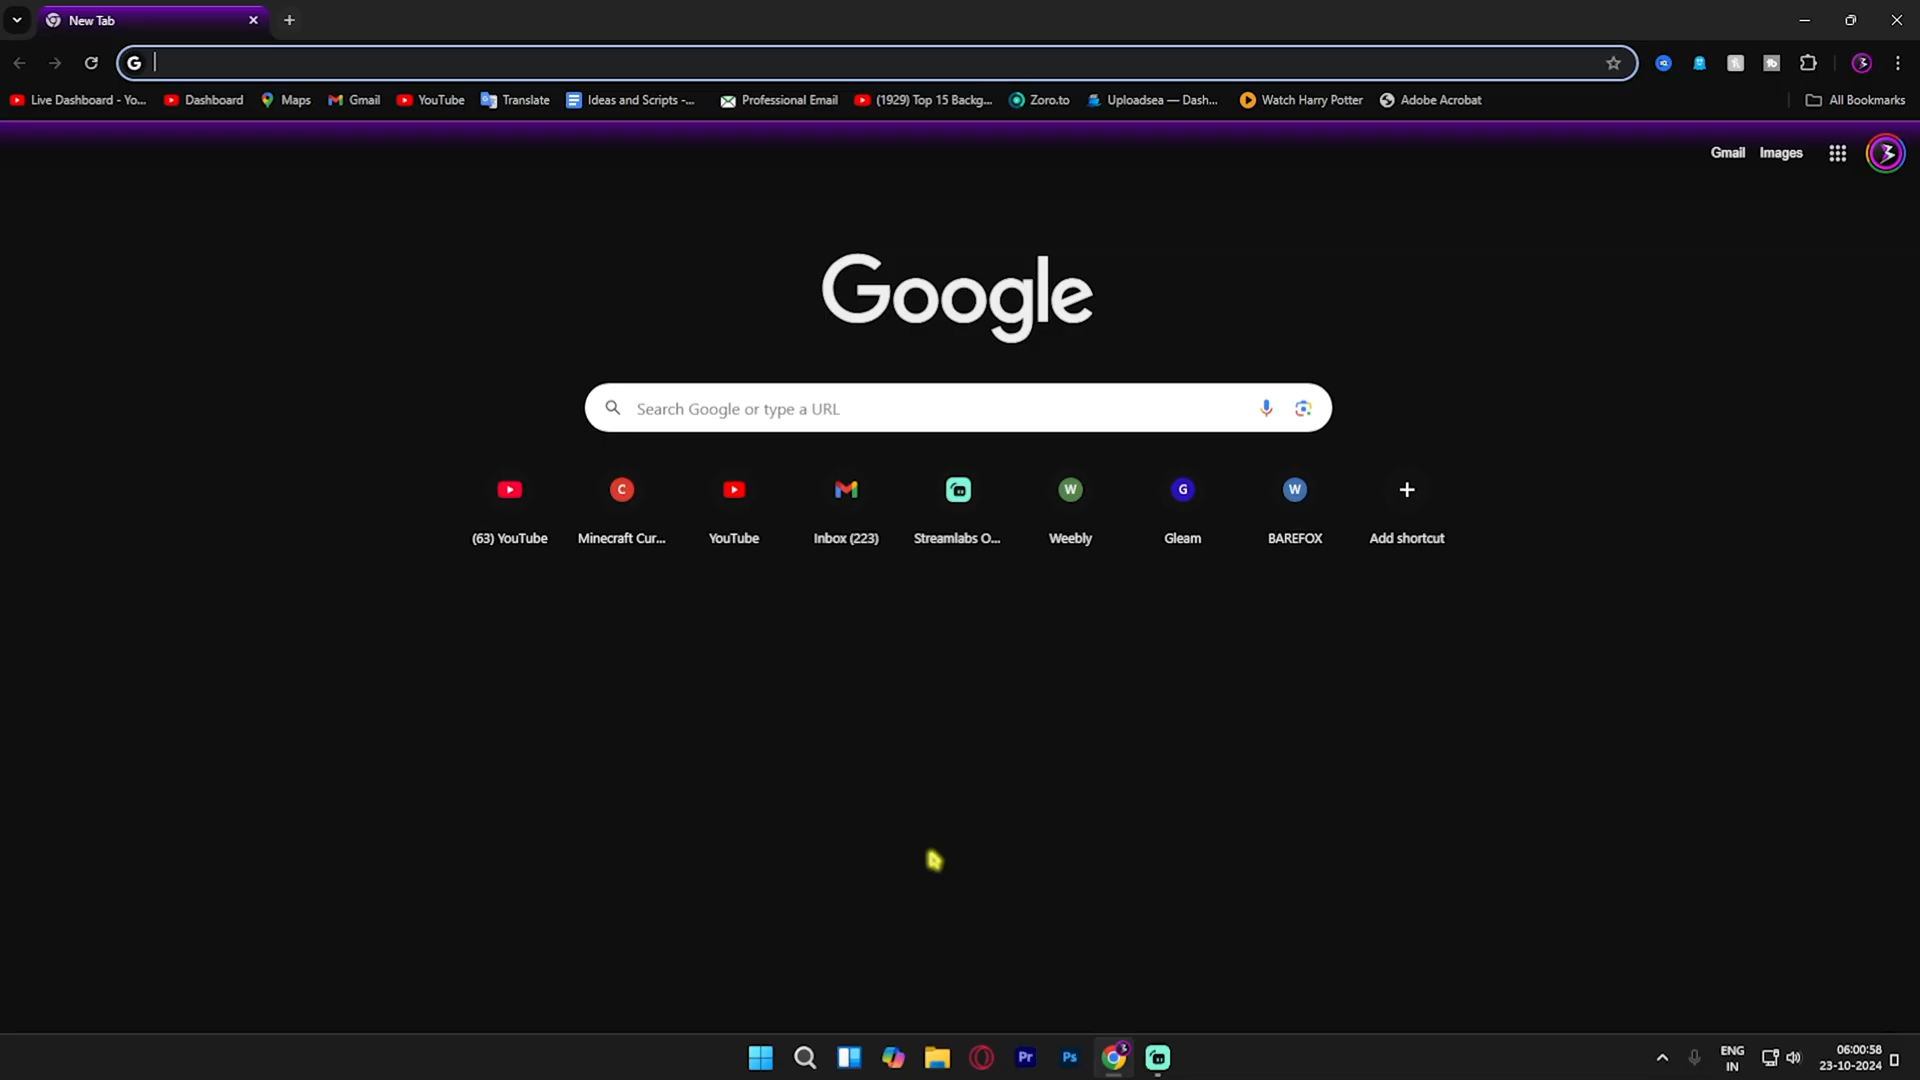 New Tab
G
Live Dashboard - Yo...
Dashboard
Maps
Gmail
YouTube
Translate
Ideas and Scripts -...
Professional Email
(1929) Top 15 Backg...
Zoro.to
Uploadsea — Dash...
Watch Harry Potter
Adobe Acrobat
All Bookmarks
Gmail
Images
Google
Search Google or type a URL
C
W
G
W
(63) YouTube
Minecraft Cur...
YouTube
Inbox (223)
Streamlabs O...
Weebly
Gleam
BAREFOX
Add shortcut
Pr
Ps
ENG
IN
06:00:58
23-10-2024